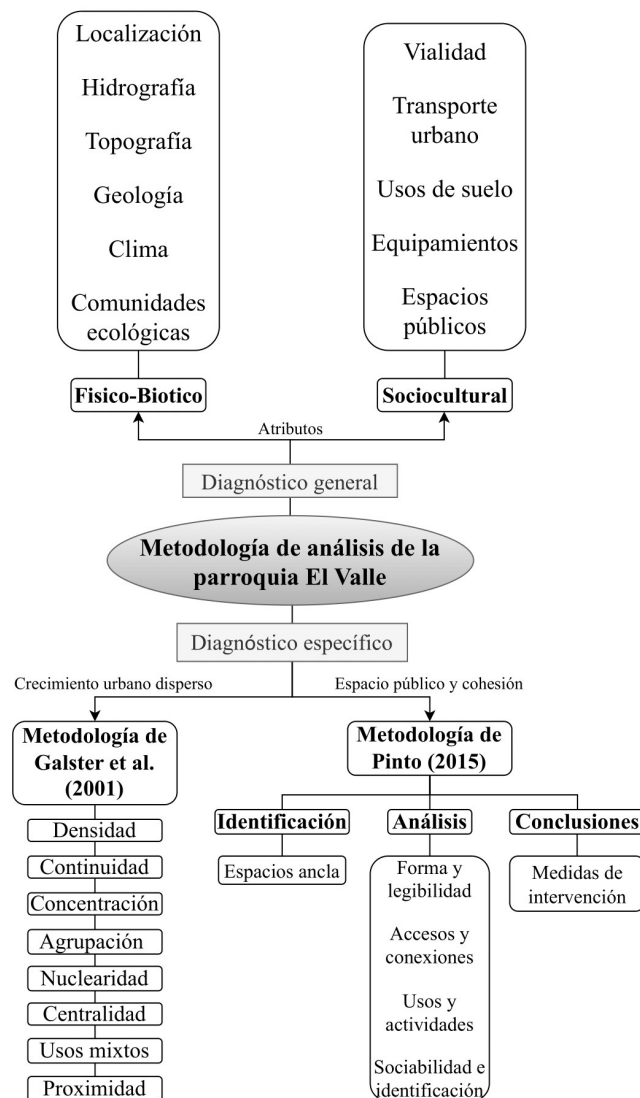 Localización
Hidrografía
Topografía
Geología
Clima
Comunidades
ecológicas
Fisico-Biotico
Vialidad
Transporte
urbano
Usos de suelo
Equipamientos
Espacios
públicos
Sociocultural
Atributos
Diagnóstico general
Metodología de análisis de la
parroquia El Valle
Diagnóstico específico
Crecimiento urbano disperso
Metodología de
Galster et al.
(2001)
Densidad
Continuidad
Concentración
Agrupación
Nuclearidad
Centralidad
Usos mixtos
Proximidad
Espacio público y cohesión
Metodología de
Pinto (2015)
Identificación
Espacios ancla
Análisis
Forma y
legibilidad
Accesos y
conexiones
Usos y
actividades
Sociabilidad e
identificación
Conclusiones
Medidas de
intervención